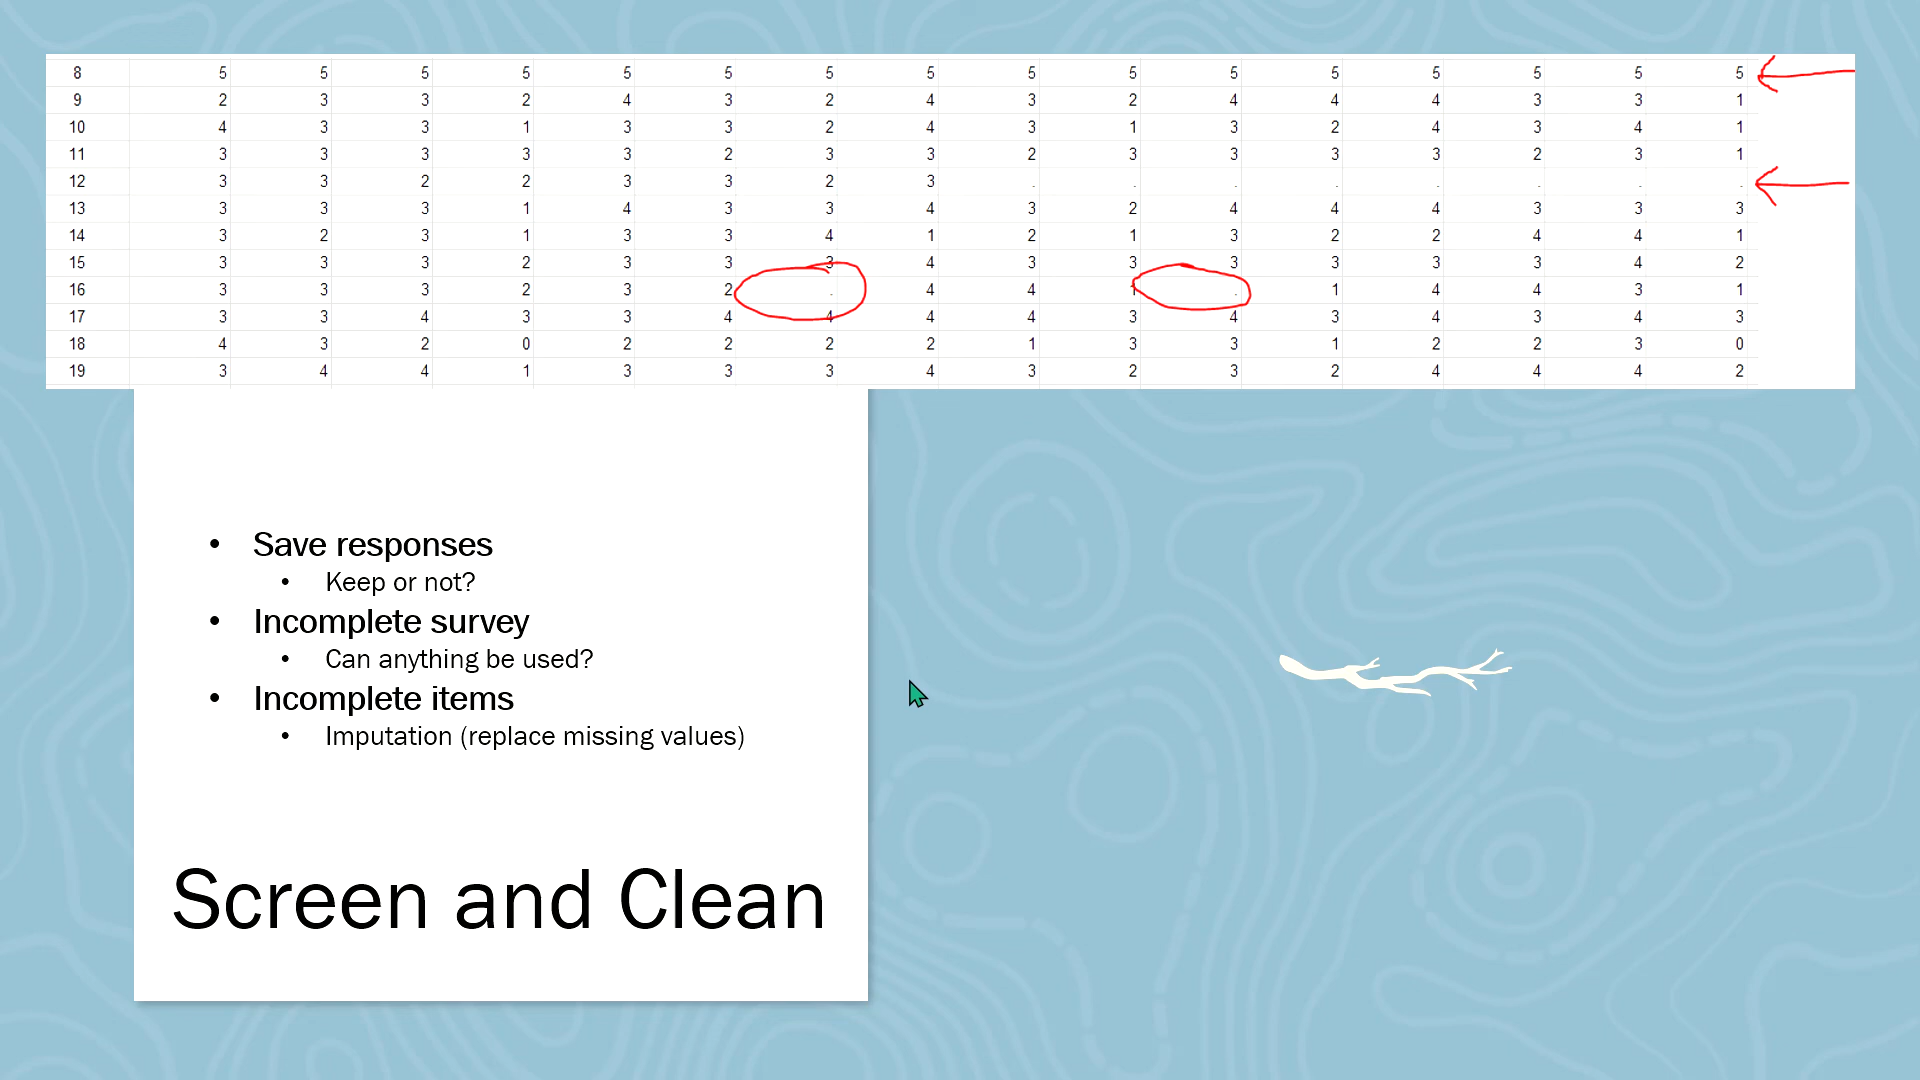 8 5 5 5 5 5 5 5 5 5 5 5 5 5 5 5 5
9 2 3 3 2 4 3 2 4 3 2 4 4 4 3 3 1
10 4 3 3 1 3 3 2 4 3 1 3 2 4 3 4 1
11 3 3 3 3 3 2 3 3 2 3 3 3 3 2 3 1
12 3 3 2 2 3 3 2 3 . . . . . . . .
13 3 3 3 1 4 3 3 4 3 2 4 4 4 3 3 3
14 3 2 3 1 3 3 4 1 2 1 3 2 2 4 4 1
15 3 3 3 2 3 3 3 4 3 3 3 3 3 3 4 2
16 3 3 3 2 3 2 . 4 4 1 . 1 4 4 3 1
17 3 3 4 3 3 4 4 4 4 3 4 3 4 3 4 3
18 4 3 2 0 2 2 2 2 1 3 3 1 2 2 3 0
19 3 4 4 1 3 3 3 4 3 2 3 2 4 4 4 2
• Save responses
• Keep or not?
• Incomplete survey
• Can anything be used?
• Incomplete items
• Imputation (replace missing values)
Screen and Clean